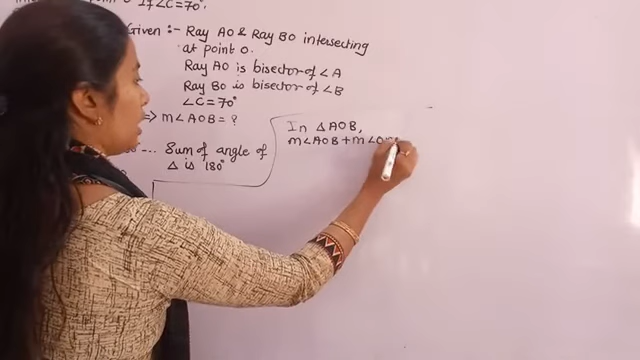 If ∠C=70°.
Given :- Ray AO & Ray BO intersecting
at point O.
Ray AO is bisector of ∠A
Ray BO is bisector of ∠B
∠C = 70°
=> m∠AOB = ?
... Sum of angle of
Δ is 180°
In ΔAOB,
m∠AOB + m∠O